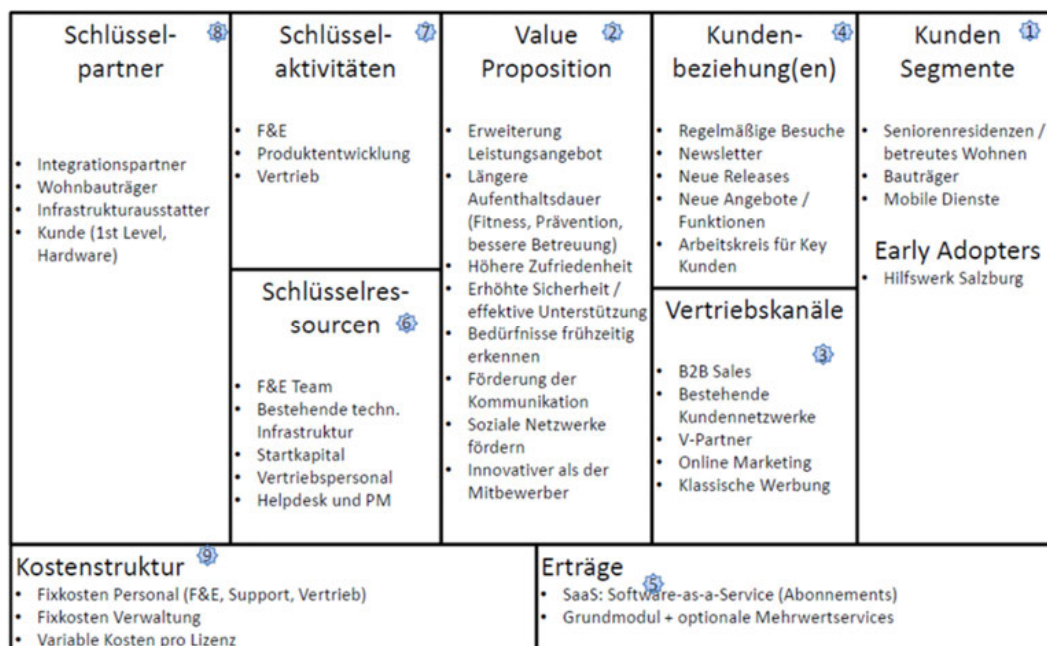 Schlüssel-
partner
8
Integrationspartner
Wohnbauträger
Infrastrukturausstatter
Kunde (1st Level,
Hardware)
Schlüssel-
aktivitäten
7
F&E
Produktentwicklung
Vertrieb
Schlüsselres-
sourcen
6
F&E Team
Bestehende techn.
Infrastruktur
Startkapital
Vertriebspersonal
Helpdesk und PM
Value
Proposition
2
Erweiterung
Leistungsangebot
Längere
Aufenthaltsdauer
(Fitness, Prävention,
bessere Betreuung)
Höhere Zufriedenheit
Erhöhte Sicherheit /
effektive Unterstützung
Bedürfnisse frühzeitig
erkennen
Förderung der
Kommunikation
Soziale Netzwerke
fördern
Innovativer als der
Mitbewerber
Kunden-
beziehung(en)
4
Regelmäßige Besuche
Newsletter
Neue Releases
Neue Angebote /
Funktionen
Arbeitskreis für Key
Kunden
Vertriebskanäle
3
B2B Sales
Bestehende
Kundennetzwerke
V-Partner
Online Marketing
Klassische Werbung
Kunden
Segmente
1
Seniorenresidenzen /
betreutes Wohnen
Bauträger
Mobile Dienste
Early Adopters
Hilfswerk Salzburg
Kostenstruktur
9
Fixkosten Personal (F&E, Support, Vertrieb)
Fixkosten Verwaltung
Variable Kosten pro Lizenz
Erträge
5
SaaS: Software-as-a-Service (Abonnements)
Grundmodul + optionale Mehrwertservices